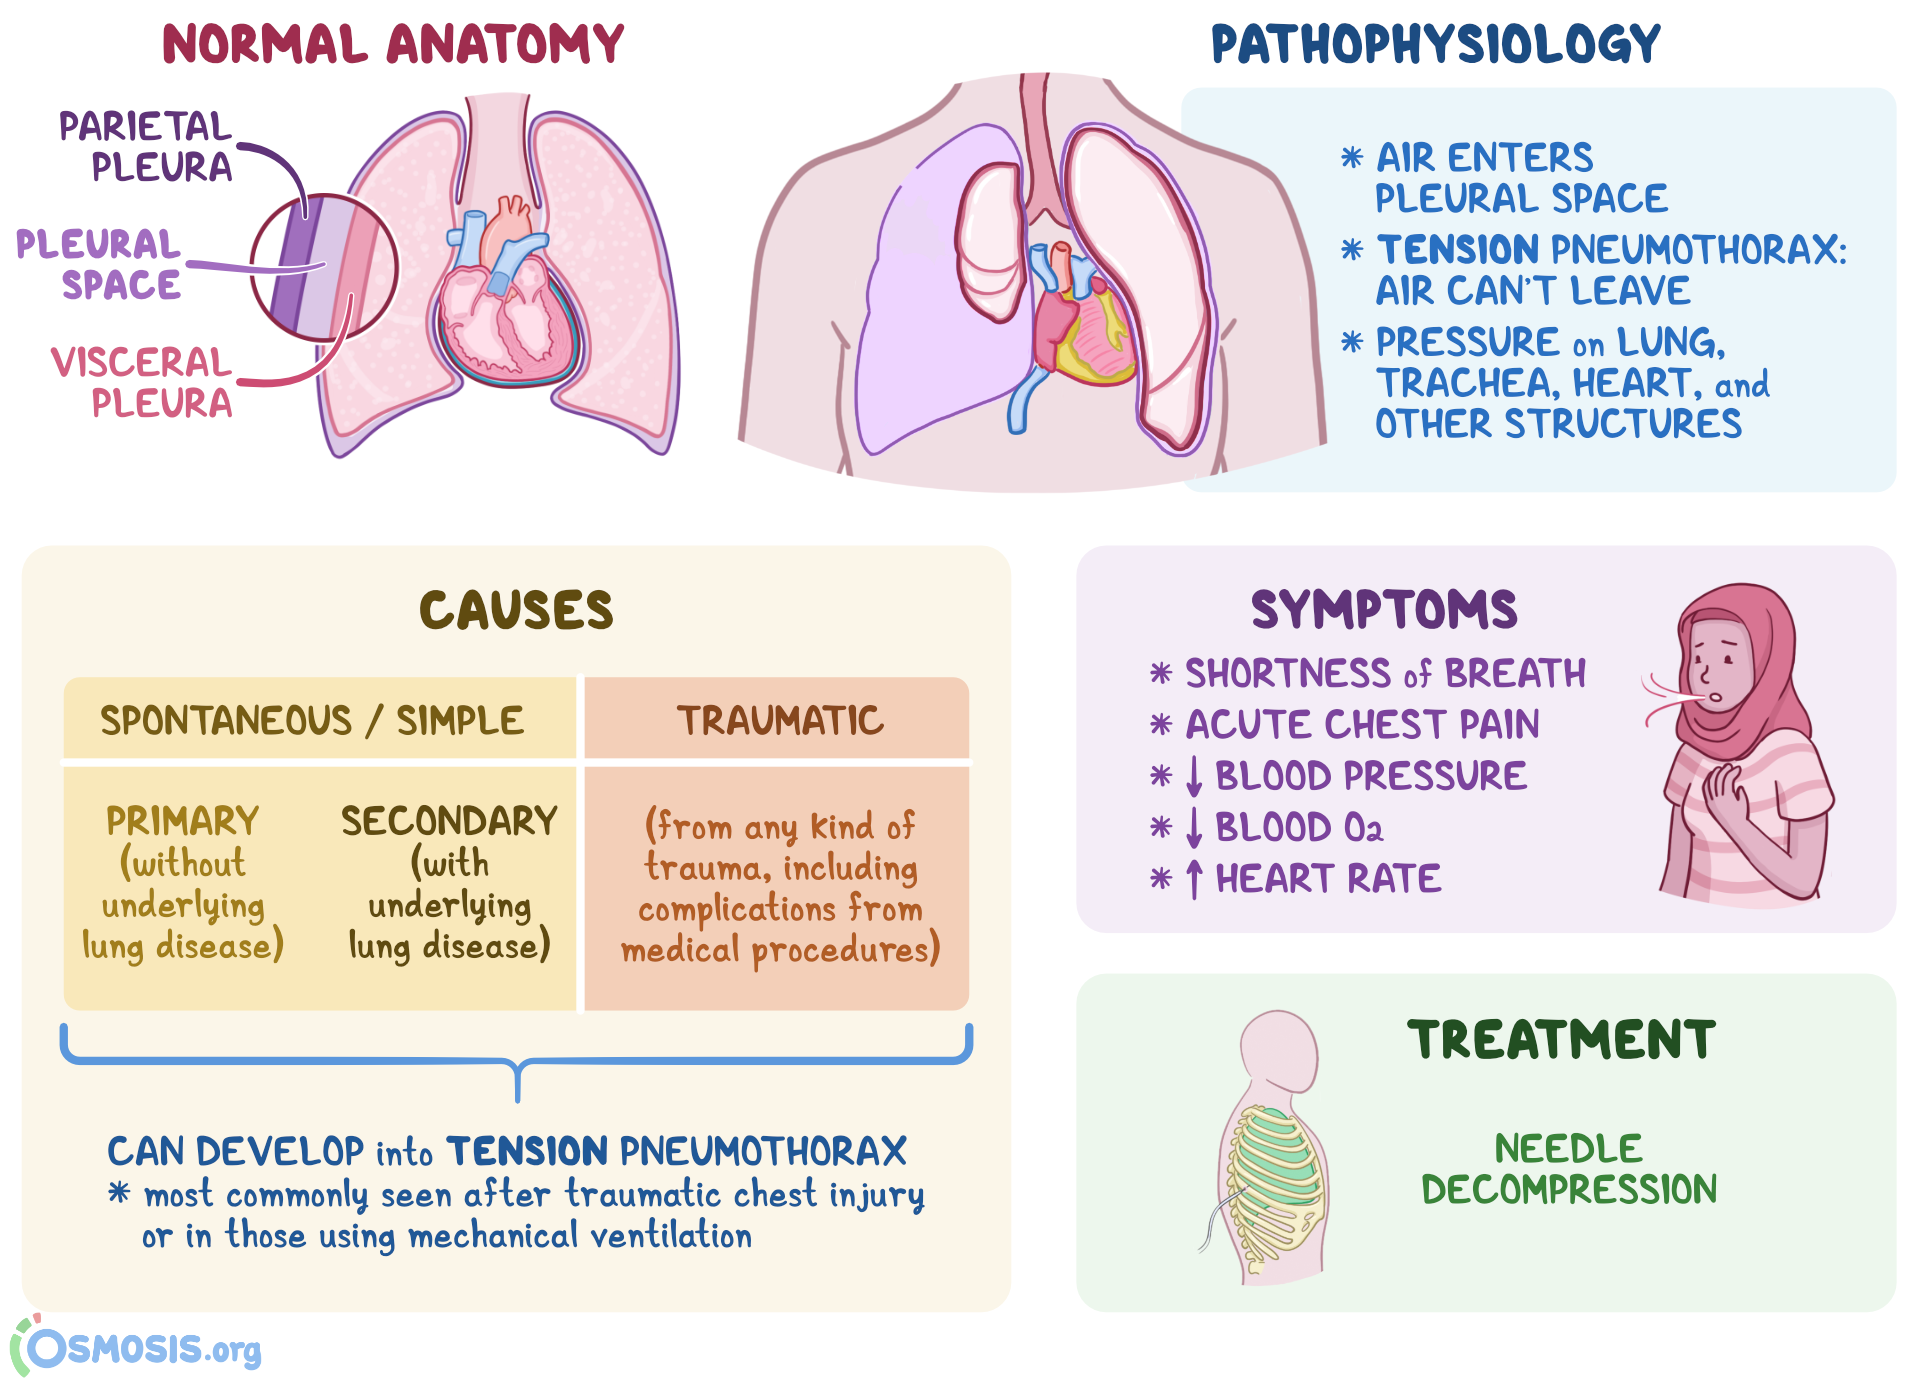 NORMAL ANATOMY
PARIETAL
PLEURA
PLEURAL
SPACE
VISCERAL
PLEURA
PATHOPHYSIOLOGY
* AIR ENTERS
PLEURAL SPACE
* TENSION PNEUMOTHORAX:
AIR CAN'T LEAVE
* PRESSURE on LUNG,
TRACHEA, HEART, and
OTHER STRUCTURES
CAUSES
SPONTANEOUS / SIMPLE
PRIMARY
(without
underlying
lung disease)
SECONDARY
(with
underlying
lung disease)
TRAUMATIC
(from any kind of
trauma, including
complications from
medical procedures)
CAN DEVELOP into TENSION PNEUMOTHORAX
* most commonly seen after traumatic chest injury
or in those using mechanical ventilation
SYMPTOMS
* SHORTNESS of BREATH
* ACUTE CHEST PAIN
* ↓ BLOOD PRESSURE
* ↓ BLOOD O₂
* ↑ HEART RATE
TREATMENT
NEEDLE
DECOMPRESSION
OSMOSIS.org